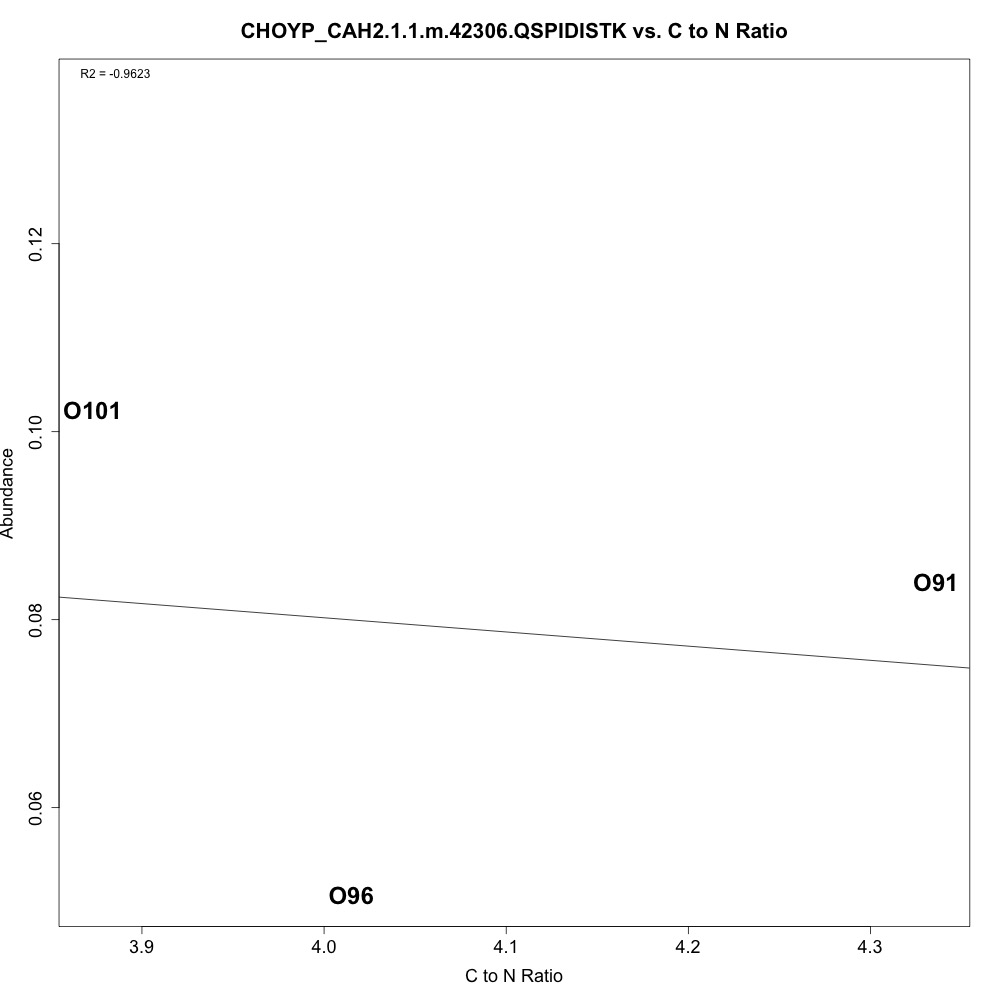 CHOYP_CAH2.1.1.m.42306.QSPIDISTK vs. C to N Ratio
R2 = -0.9623
0.12
O101
0.10
Abundance
O91
0.08
0.06
O96
3.9 4.0 4.1 4.2 4.3
C to N Ratio